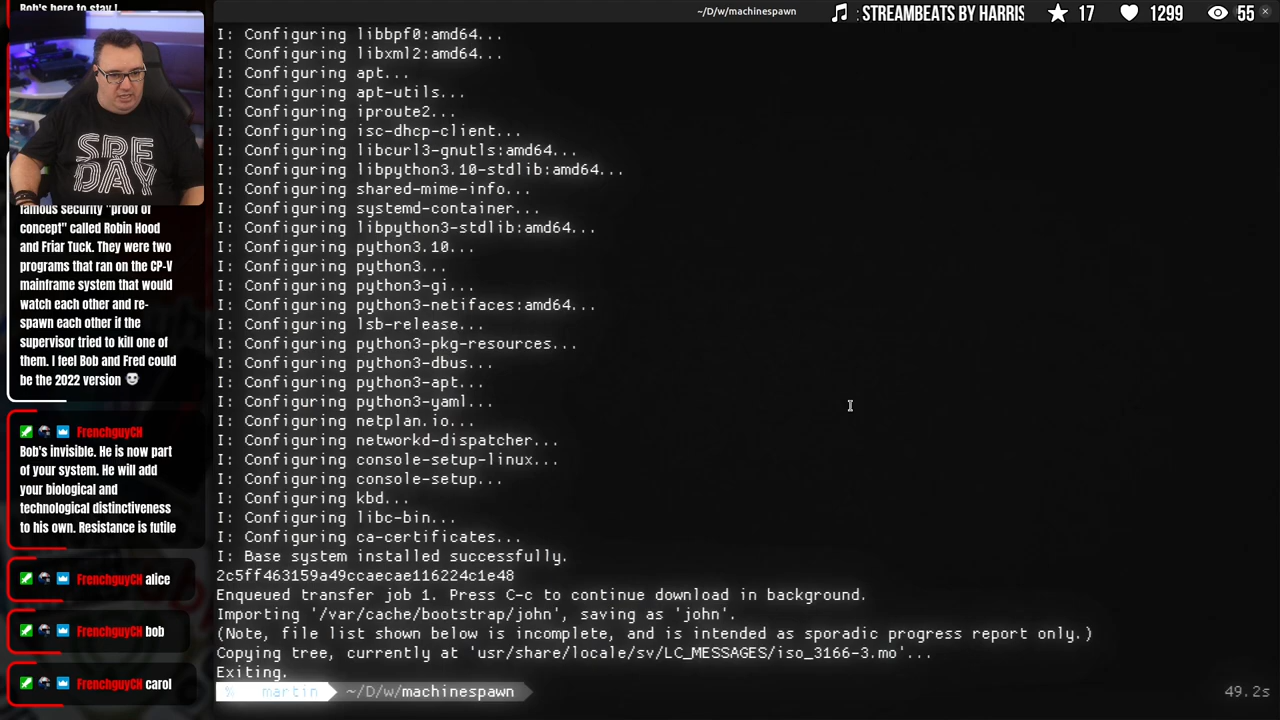 Bob's here to stay !
~/D/w/machinespawn
STREAMBEATS BY HARRIS
17
1299
55
SRE
DAY
famous security "proof of
concept" called Robin Hood
and Friar Tuck. They were two
programs that ran on the CP-V
mainframe system that would
watch each other and re-
spawn each other if the
supervisor tried to kill one of
them. I feel Bob and Fred could
be the 2022 version
FrenchguyCH
Bob's invisible. He is now part
of your system. He will add
your biological and
technological distinctiveness
to his own. Resistance is futile
FrenchguyCH alice
FrenchguyCH bob
FrenchguyCH carol
I: Configuring libbpf0:amd64...
I: Configuring libxml2:amd64...
I: Configuring apt...
I: Configuring apt-utils...
I: Configuring iproute2...
I: Configuring isc-dhcp-client...
I: Configuring libcurl3-gnutls:amd64...
I: Configuring libpython3.10-stdlib:amd64...
I: Configuring shared-mime-info...
I: Configuring systemd-container...
I: Configuring libpython3-stdlib:amd64...
I: Configuring python3.10...
I: Configuring python3...
I: Configuring python3-gi...
I: Configuring python3-netifaces:amd64...
I: Configuring lsb-release...
I: Configuring python3-pkg-resources...
I: Configuring python3-dbus...
I: Configuring python3-apt...
I: Configuring python3-yaml...
I: Configuring netplan.io...
I: Configuring networkd-dispatcher...
I: Configuring console-setup-linux...
I: Configuring console-setup...
I: Configuring kbd...
I: Configuring libc-bin...
I: Configuring ca-certificates...
I: Base system installed successfully.
2c5ff463159a49ccaecae116224c1e48
Enqueued transfer job 1. Press C-c to continue download in background.
Importing '/var/cache/bootstrap/john', saving as 'john'.
(Note, file list shown below is incomplete, and is intended as sporadic progress report only.)
Copying tree, currently at 'usr/share/locale/sv/LC_MESSAGES/iso_3166-3.mo'...
Exiting.
% martin ~/D/w/machinespawn 49.2s